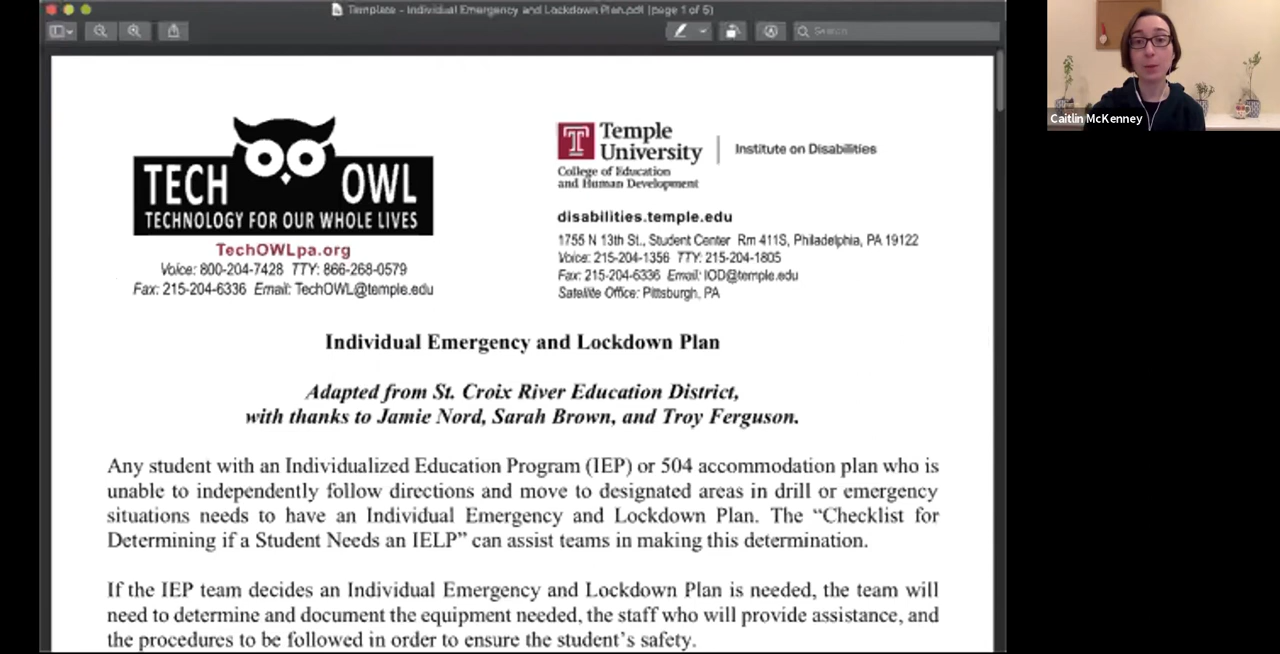 Template - Individual Emergency and Lockdown Plan.pdf (page 1 of 5)
Search
TECH OWL
TECHNOLOGY FOR OUR WHOLE LIVES
TechOWLpa.org
Voice: 800-204-7428 TTY: 866-268-0579
Fax: 215-204-6336 Email: TechOWL@temple.edu
Temple
University
College of Education
and Human Development
Institute on Disabilities
disabilities.temple.edu
1755 N 13th St., Student Center Rm 411S, Philadelphia, PA 19122
Voice: 215-204-1356 TTY: 215-204-1805
Fax: 215-204-6336 Email: IOD@temple.edu
Satellite Office: Pittsburgh, PA
Individual Emergency and Lockdown Plan
Adapted from St. Croix River Education District,
with thanks to Jamie Nord, Sarah Brown, and Troy Ferguson.
Any student with an Individualized Education Program (IEP) or 504 accommodation plan who is
unable to independently follow directions and move to designated areas in drill or emergency
situations needs to have an Individual Emergency and Lockdown Plan. The “Checklist for
Determining if a Student Needs an IELP” can assist teams in making this determination.
If the IEP team decides an Individual Emergency and Lockdown Plan is needed, the team will
need to determine and document the equipment needed, the staff who will provide assistance, and
the procedures to be followed in order to ensure the student’s safety.
Caitlin McKenney